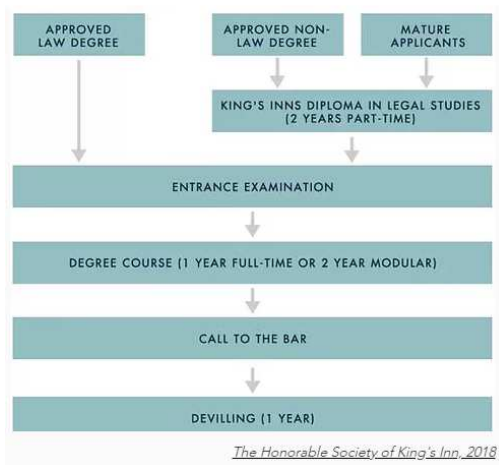 APPROVED
LAW DEGREE
APPROVED NON-
LAW DEGREE
MATURE
APPLICANTS
KING'S INNS DIPLOMA IN LEGAL STUDIES
(2 YEARS PART-TIME)
ENTRANCE EXAMINATION
DEGREE COURSE (1 YEAR FULL-TIME OR 2 YEAR MODULAR)
CALL TO THE BAR
DEVILLING (1 YEAR)
The Honorable Society of King's Inn, 2018